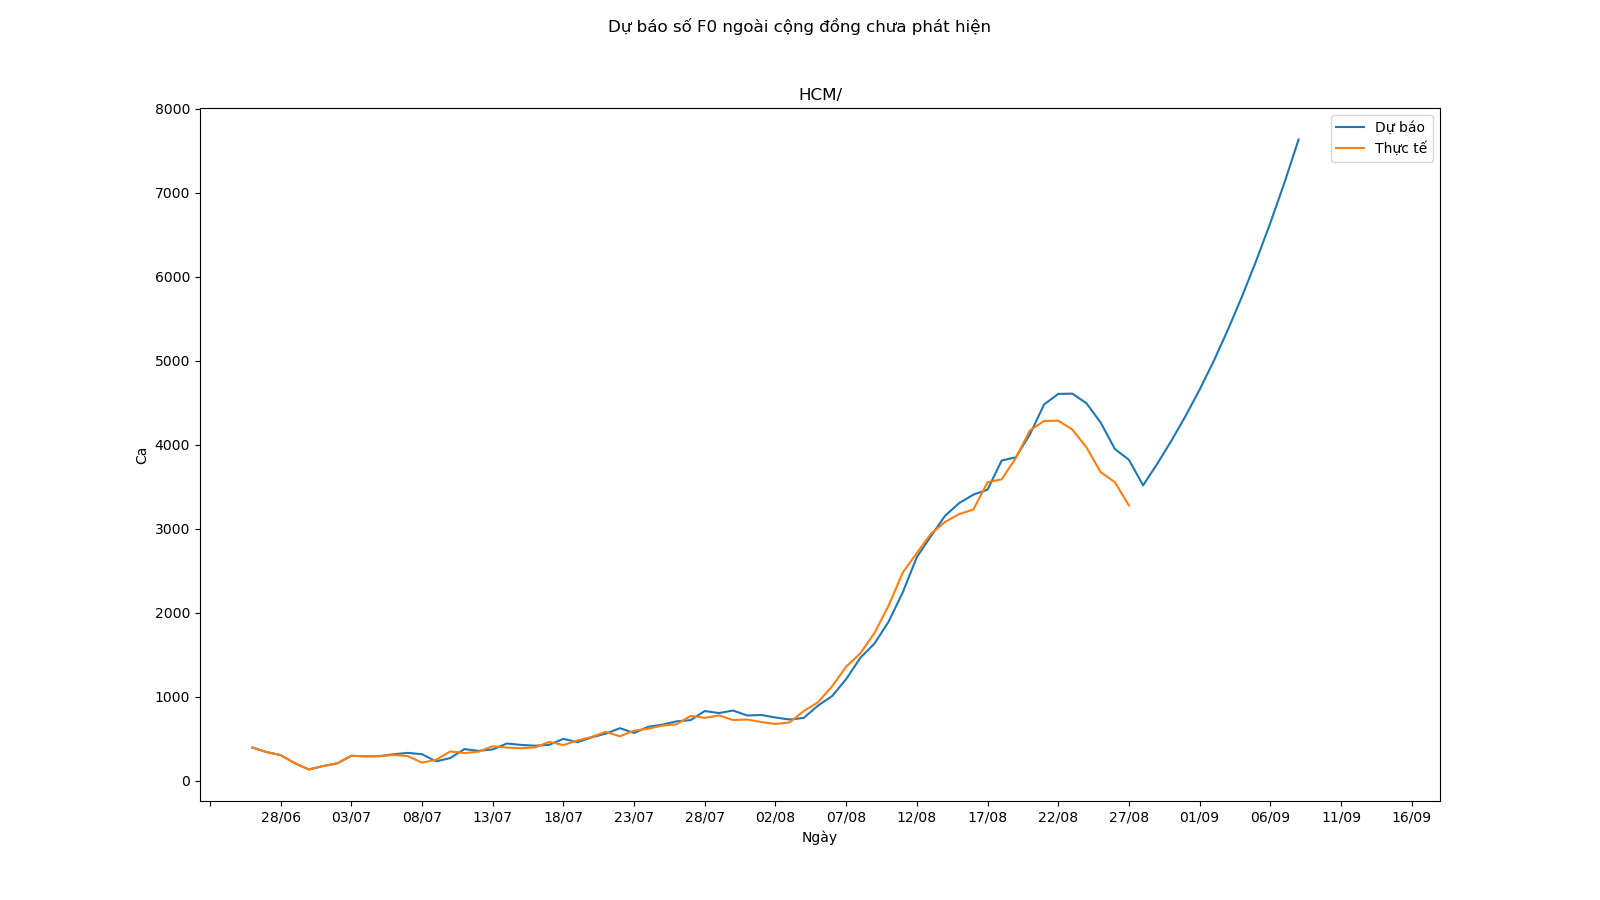 Dự báo số F0 ngoài cộng đồng chưa phát hiện
HCM/
8000
7000
6000
5000
4000
3000
2000
1000
0
Ca
Dự báo
Thực tế
28/06 03/07 08/07 13/07 18/07 23/07 28/07 02/08 07/08 12/08 17/08 22/08 27/08 01/09 06/09 11/09 16/09
Ngày